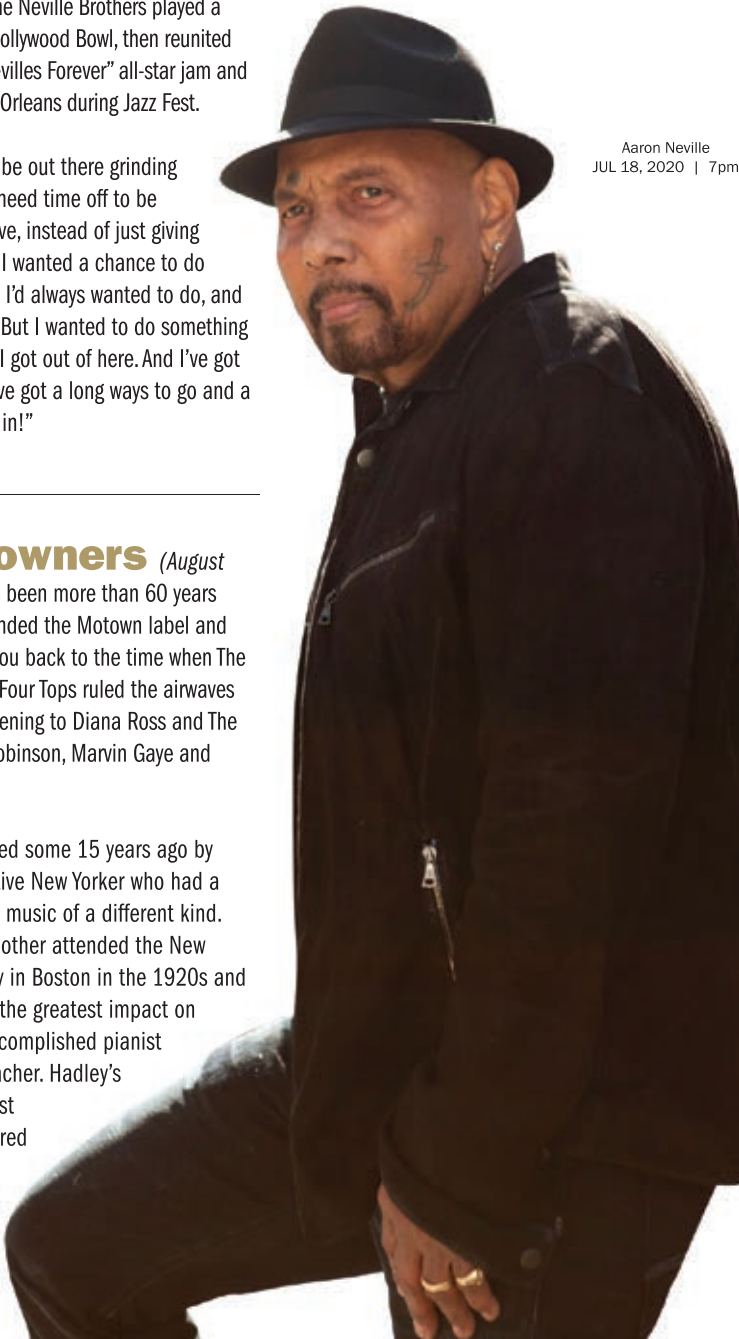 ne Neville Brothers played a
ollywood Bowl, then reunited
evilles Forever” all-star jam and
Orleans during Jazz Fest.
be out there grinding
need time off to be
ve, instead of just giving
I wanted a chance to do
I’d always wanted to do, and
But I wanted to do something
I got out of here. And I’ve got
ve got a long ways to go and a
in!”
Aaron Neville
JUL 18, 2020 | 7pm
owners (August
been more than 60 years
nded the Motown label and
ou back to the time when The
Four Tops ruled the airwaves
ening to Diana Ross and The
obinson, Marvin Gaye and
ed some 15 years ago by
ive New Yorker who had a
music of a different kind.
other attended the New
y in Boston in the 1920s and
the greatest impact on
complished pianist
acher. Hadley’s
st
red